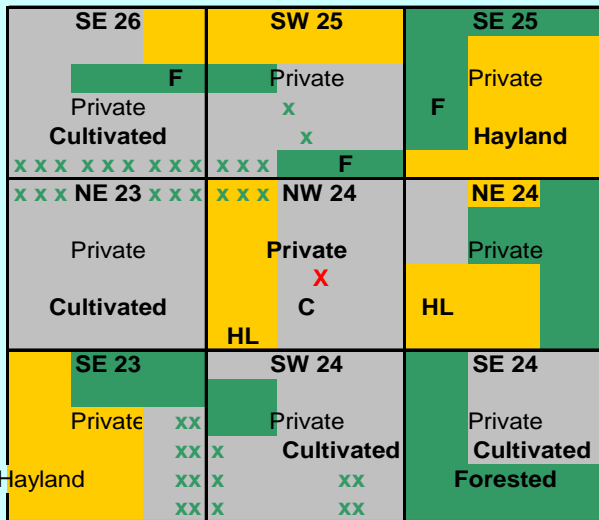 SE 26 SW 25 SE 25
F Private Private
Private x F
Cultivated x Hayland
x x x x x x x x x x x x F
x x x NE 23 x x x x x x NW 24 NE 24
Private Private Private
X
Cultivated C HL
HL
SE 23 SW 24 SE 24
Private xx Private Private
xx x Cultivated Cultivated
Hayland xx x xx Forested
xx x xx